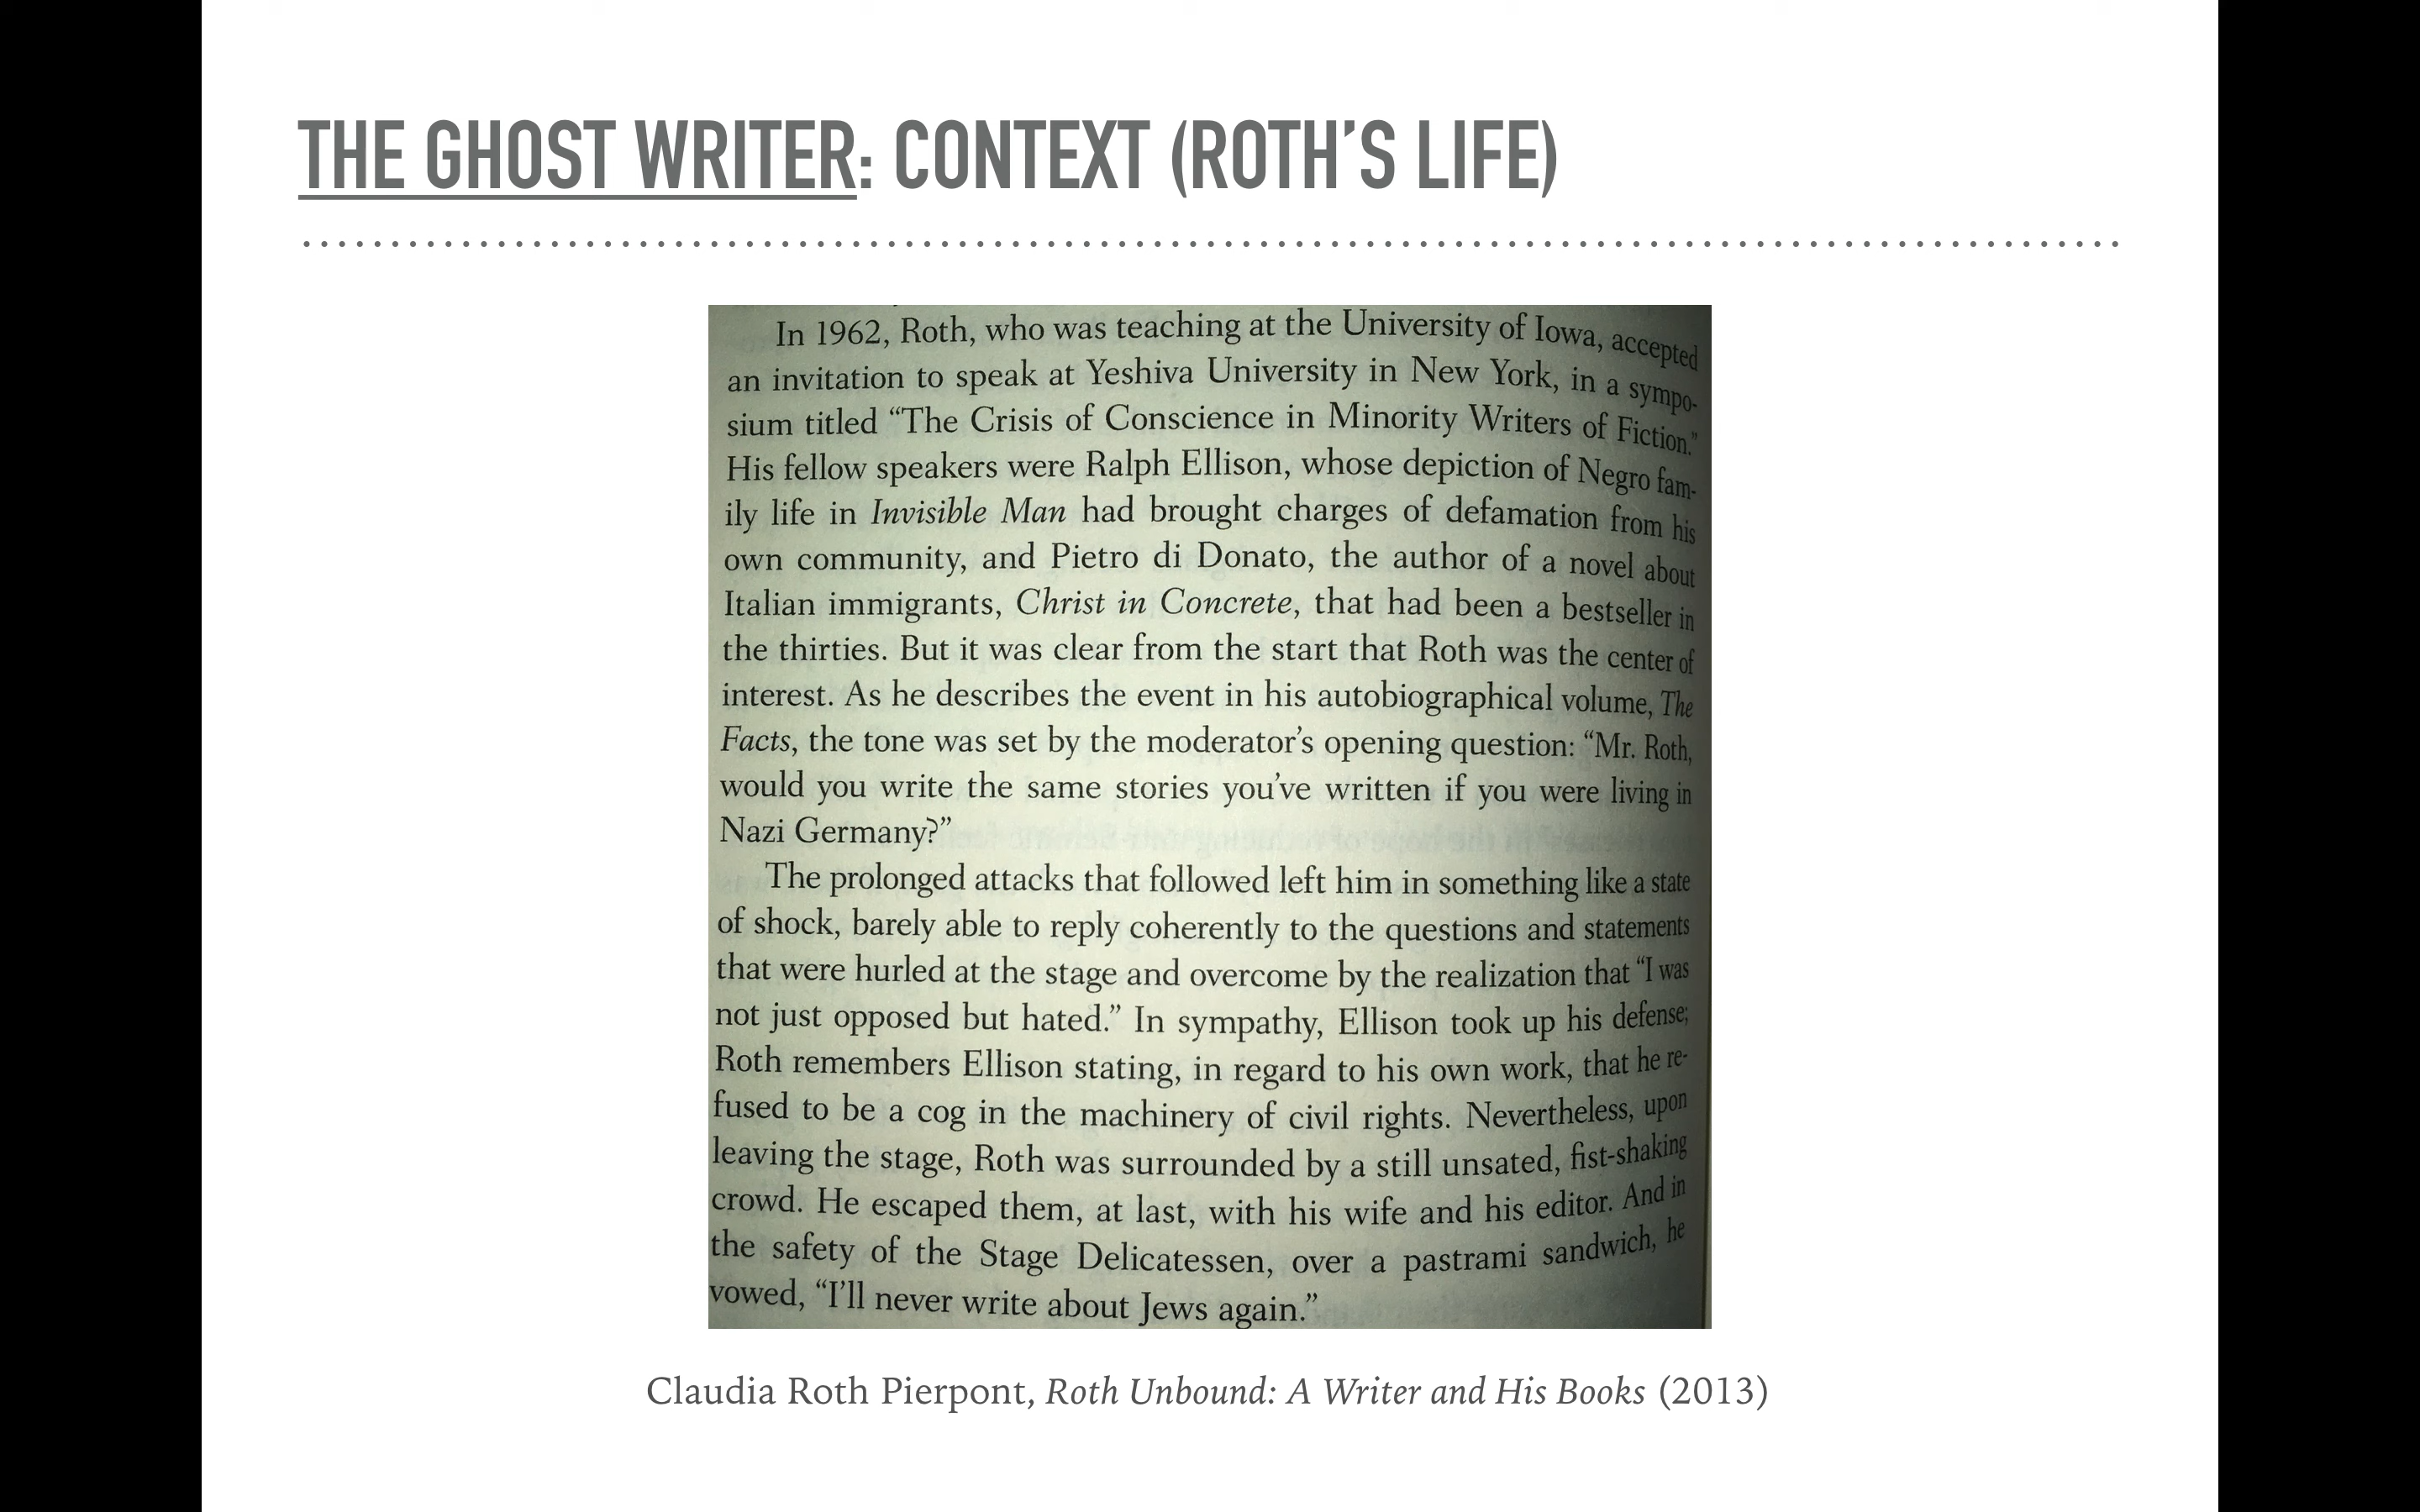 THE GHOST WRITER: CONTEXT (ROTH’S LIFE)
In 1962, Roth, who was teaching at the University of Iowa, accepted
an invitation to speak at Yeshiva University in New York, in a sympo-
sium titled “The Crisis of Conscience in Minority Writers of Fiction.”
His fellow speakers were Ralph Ellison, whose depiction of Negro fam-
ily life in Invisible Man had brought charges of defamation from his
own community, and Pietro di Donato, the author of a novel about
Italian immigrants, Christ in Concrete, that had been a bestseller in
the thirties. But it was clear from the start that Roth was the center of
interest. As he describes the event in his autobiographical volume, The
Facts, the tone was set by the moderator’s opening question: “Mr. Roth,
would you write the same stories you’ve written if you were living in
Nazi Germany?”
The prolonged attacks that followed left him in something like a state
of shock, barely able to reply coherently to the questions and statements
that were hurled at the stage and overcome by the realization that “I was
not just opposed but hated.” In sympathy, Ellison took up his defense;
Roth remembers Ellison stating, in regard to his own work, that he re-
fused to be a cog in the machinery of civil rights. Nevertheless, upon
leaving the stage, Roth was surrounded by a still unsated, fist-shaking
crowd. He escaped them, at last, with his wife and his editor. And in
the safety of the Stage Delicatessen, over a pastrami sandwich, he
vowed, “I’ll never write about Jews again.”
Claudia Roth Pierpont, Roth Unbound: A Writer and His Books (2013)